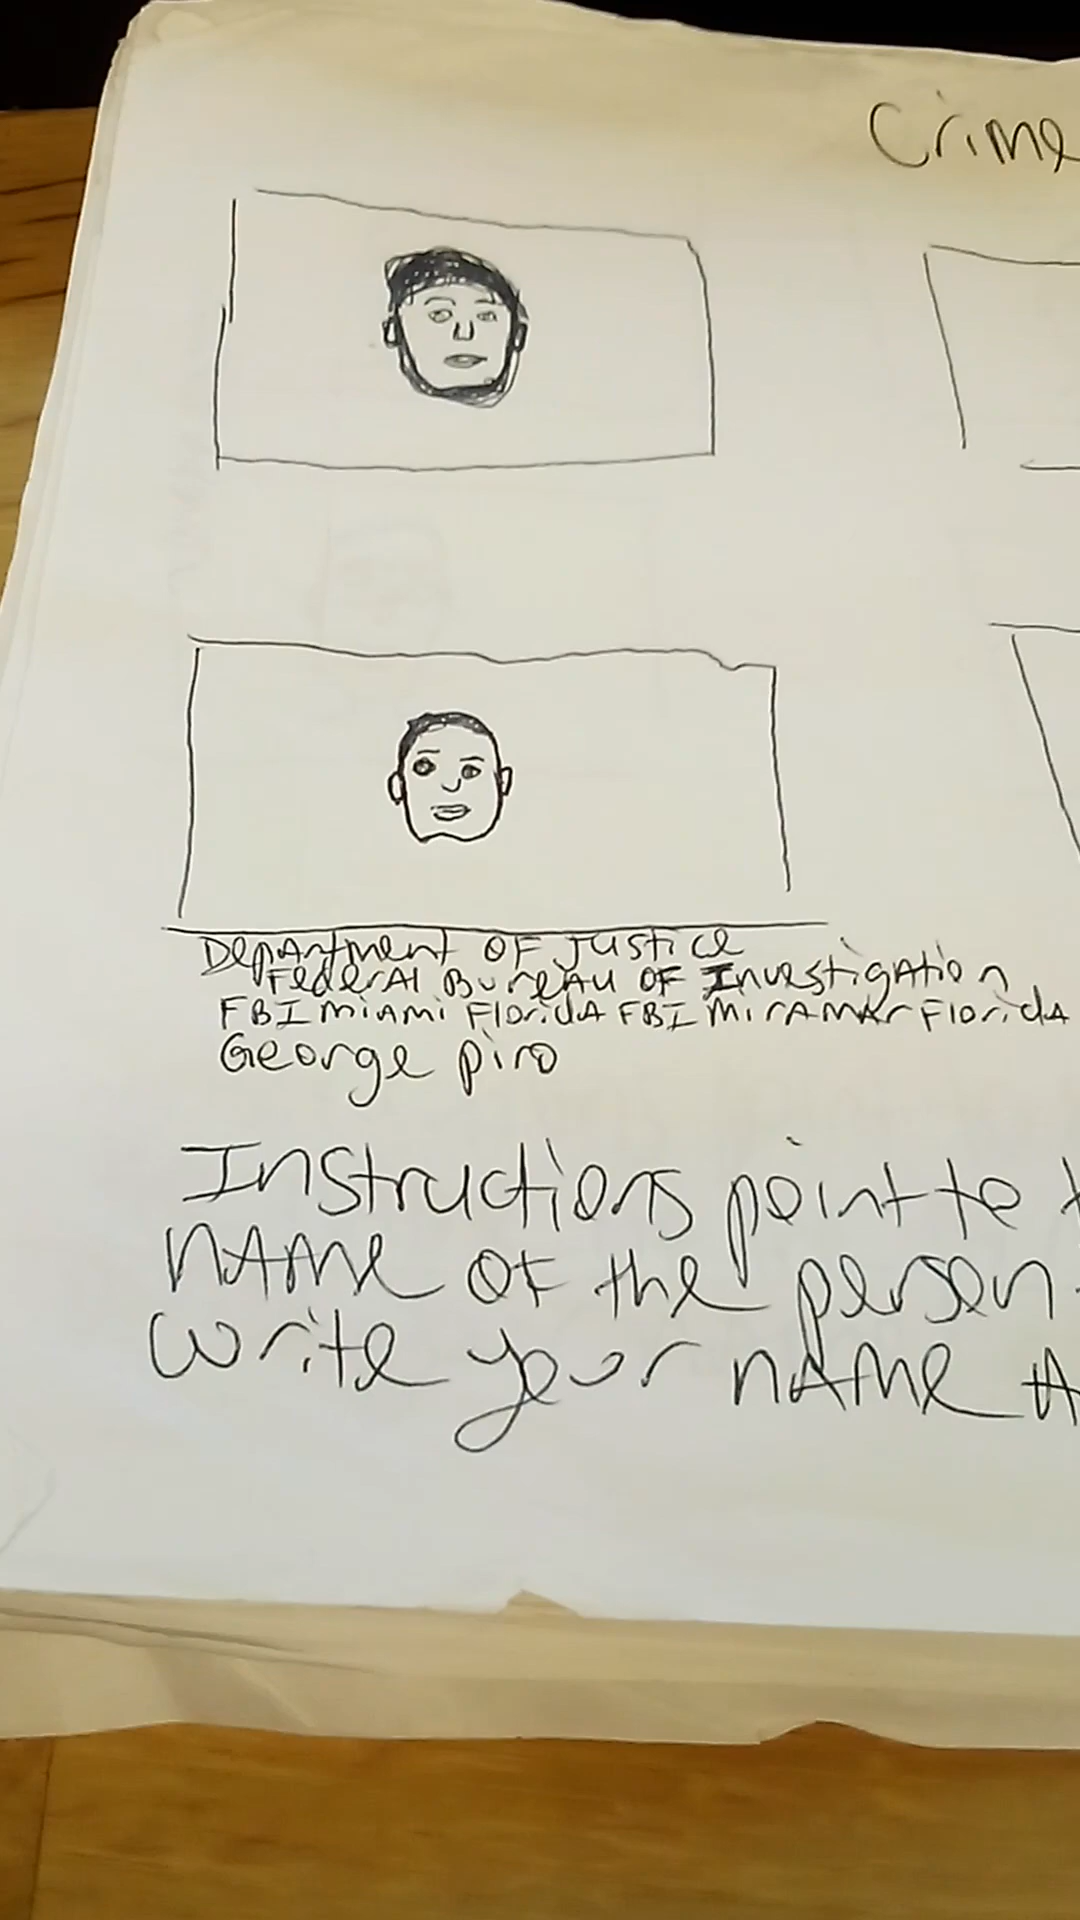 Crime
Department OF Justice
Federal Bureau OF Investigation
FBI Miami Florida FBI Miramar Florida
George piro
Instructions point to
name of the person
write your name